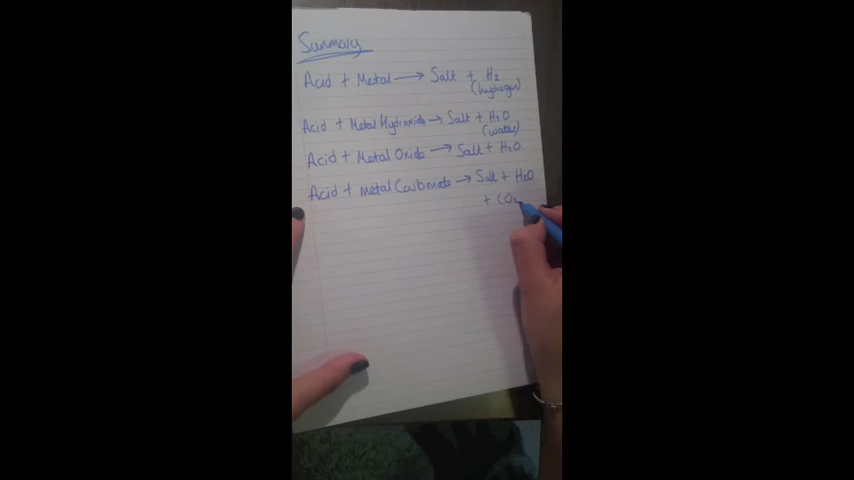 Summary
Acid + Metal → Salt + H₂
(hydrogen)
Acid + Metal Hydroxide → Salt + H₂O
(water)
Acid + Metal Oxide → Salt + H₂O
Acid + metal Carbonate → Salt + H₂O
+ CO₂